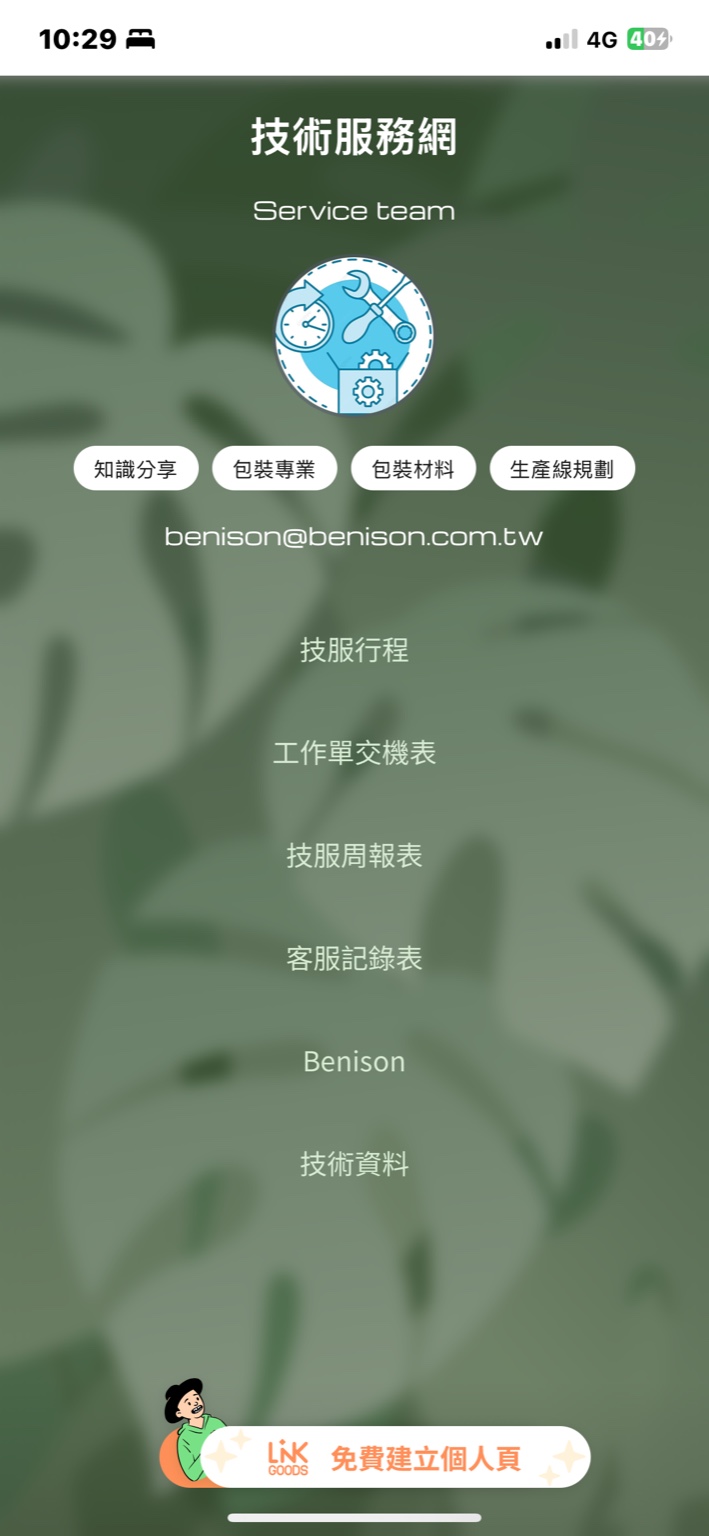 10:29
4G
40
技術服務網
Service team
知識分享 包裝專業 包裝材料 生產線規劃
benison@benison.com.tw
技服行程
工作單交機表
技服周報表
客服記錄表
Benison
技術資料
LiNK GOODS 免費建立個人頁